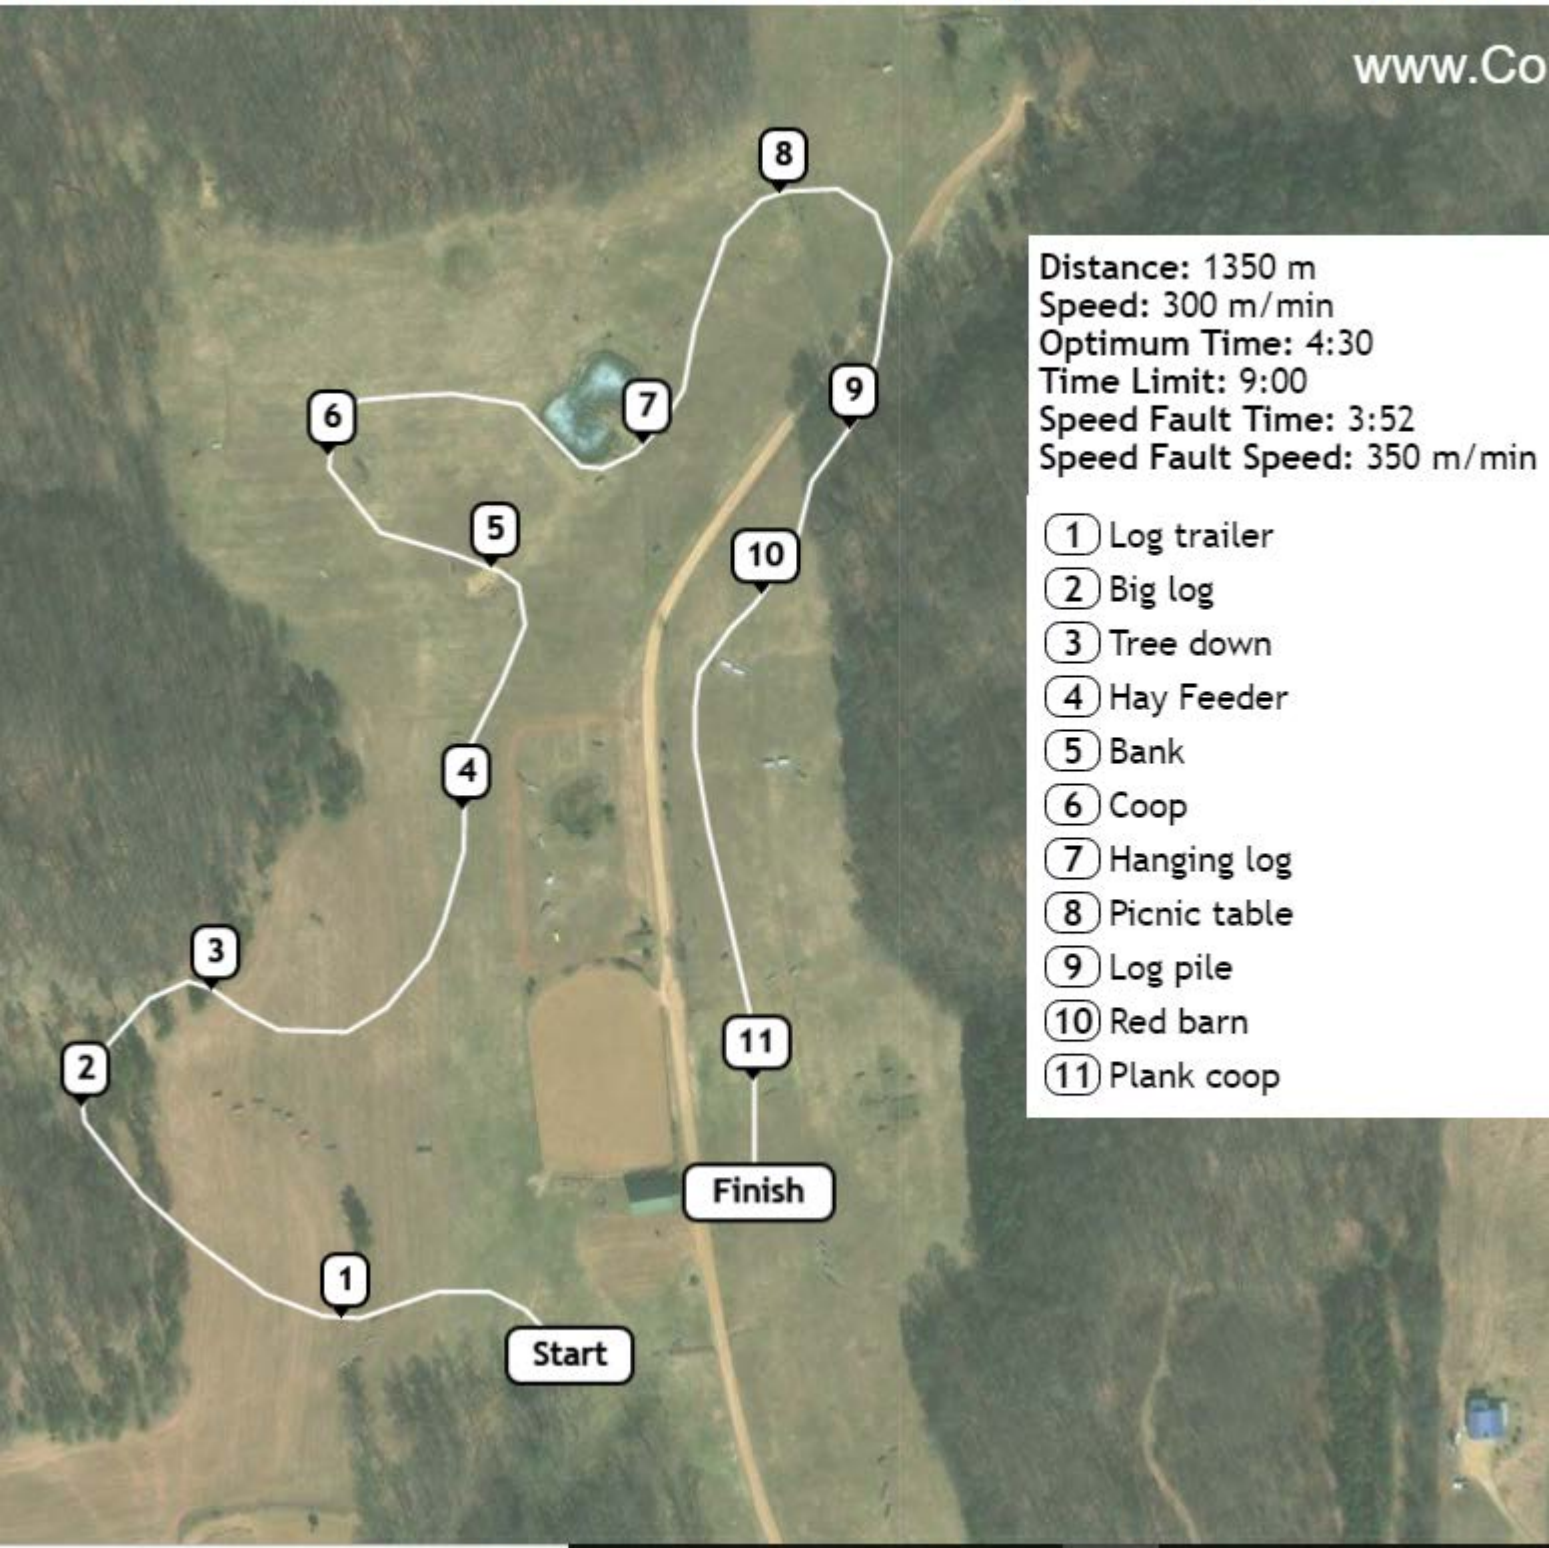 www.Co
8
Distance: 1350 m
Speed: 300 m/min
Optimum Time: 4:30
Time Limit: 9:00
Speed Fault Time: 3:52
Speed Fault Speed: 350 m/min
9
7
6
5
10
4
3
11
2
Finish
1
Start
1 Log trailer
2 Big log
3 Tree down
4 Hay Feeder
5 Bank
6 Coop
7 Hanging log
8 Picnic table
9 Log pile
10 Red barn
11 Plank coop